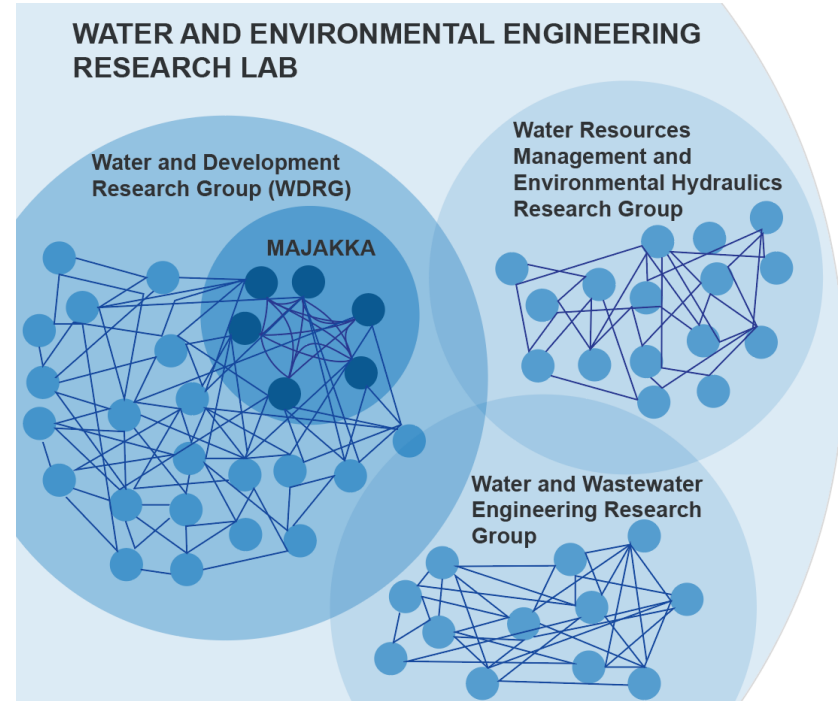 WATER AND ENVIRONMENTAL ENGINEERING
RESEARCH LAB
Water and Development
Research Group (WDRG)
MAJAKKA
Water Resources
Management and
Environmental Hydraulics
Research Group
Water and Wastewater
Engineering Research
Group